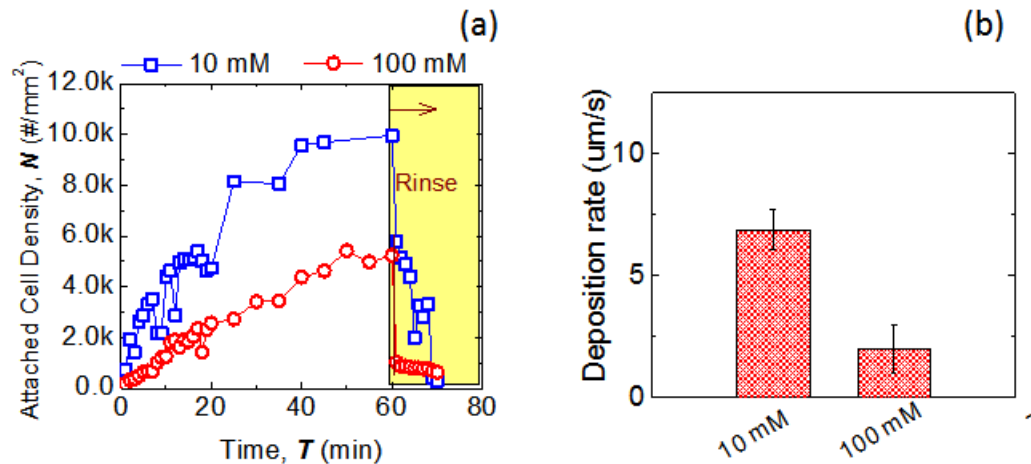 (a)
10 mM
100 mM
Attached Cell Density, N (#/mm²)
12.0k
10.0k
8.0k
6.0k
4.0k
2.0k
0.0
Rinse
0
20
40
60
80
Time, T (min)
(b)
Deposition rate (um/s)
10
5
0
10 mM
100 mM